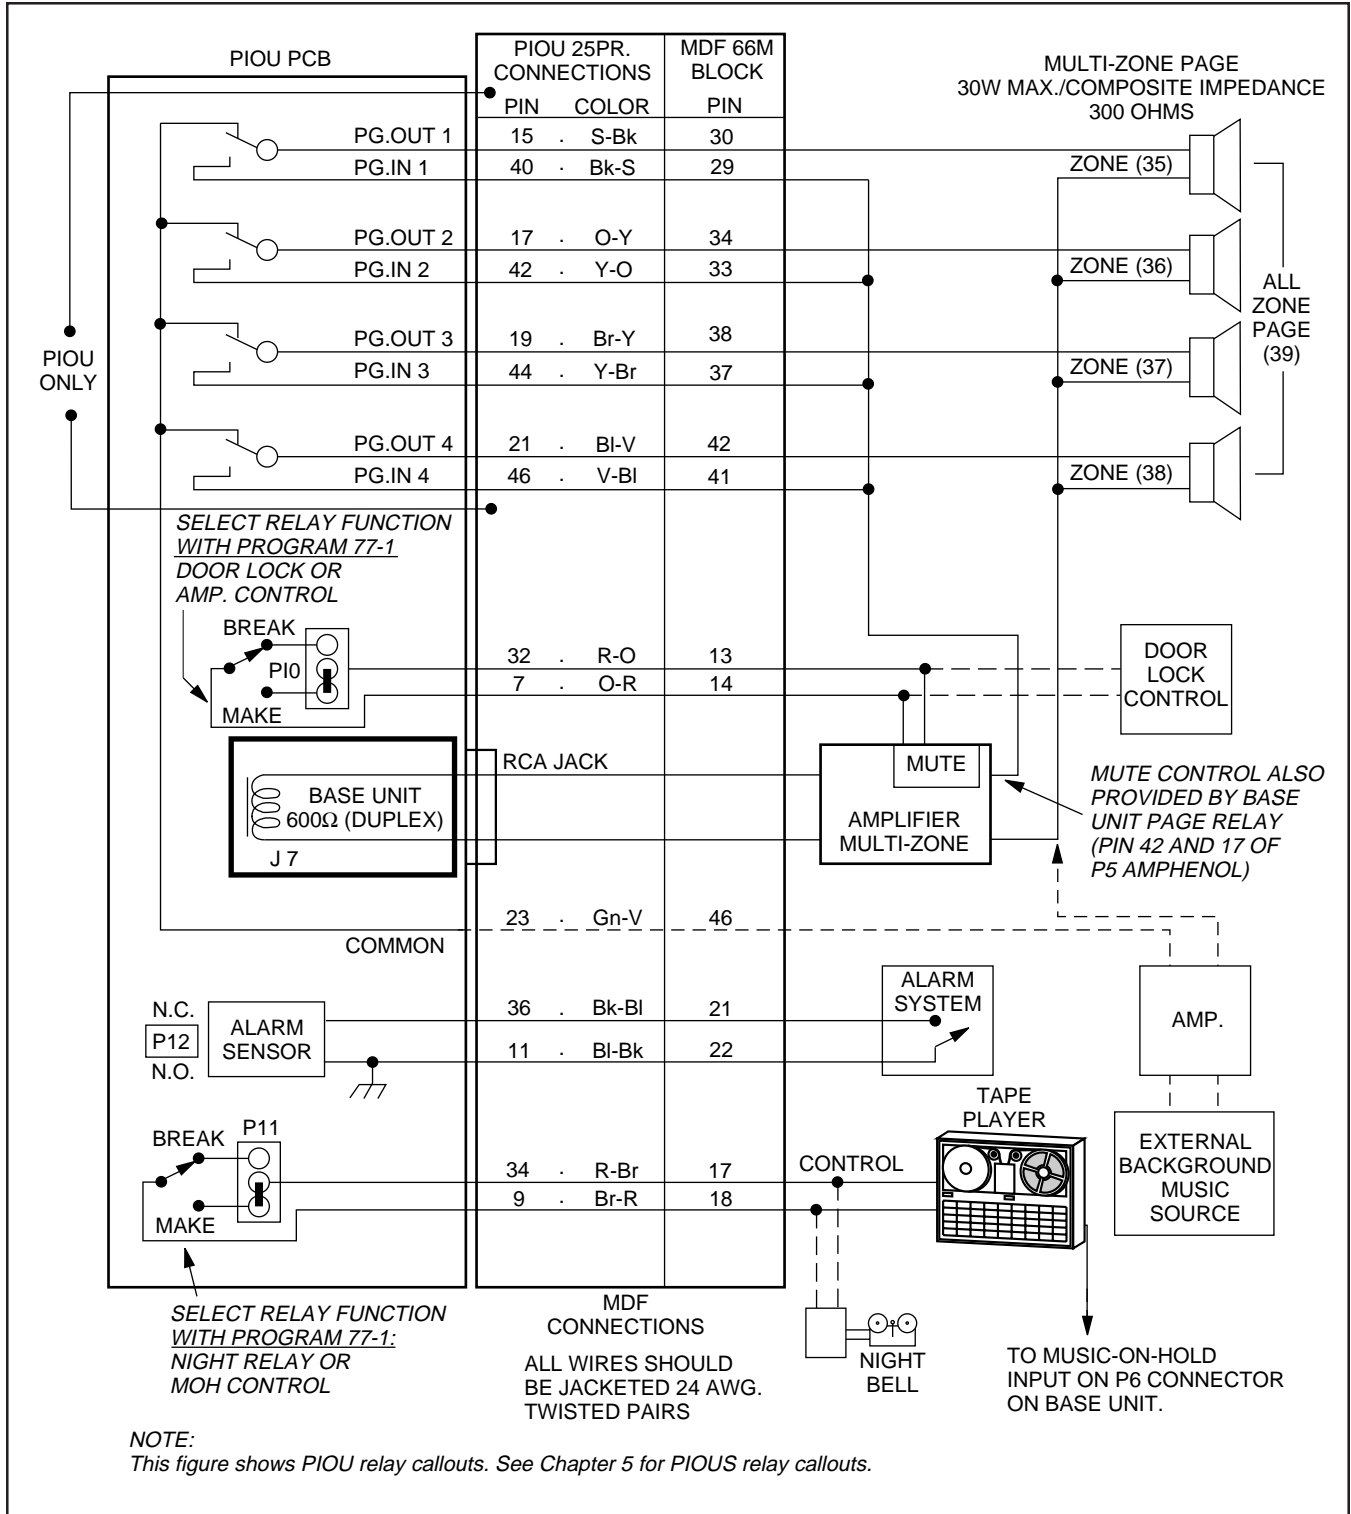 PIOU PCB
PIOU 25PR.
CONNECTIONS
MDF 66M
BLOCK
PIN COLOR PIN
MULTI-ZONE PAGE
30W MAX./COMPOSITE IMPEDANCE
300 OHMS
PG.OUT 1 15 . S-Bk 30
PG.IN 1 40 . Bk-S 29
ZONE (35)
PG.OUT 2 17 . O-Y 34
PG.IN 2 42 . Y-O 33
ZONE (36)
PG.OUT 3 19 . Br-Y 38
PG.IN 3 44 . Y-Br 37
ZONE (37)
PG.OUT 4 21 . Bl-V 42
PG.IN 4 46 . V-Bl 41
ZONE (38)
ALL
ZONE
PAGE
(39)
PIOU
ONLY
SELECT RELAY FUNCTION
WITH PROGRAM 77-1
DOOR LOCK OR
AMP. CONTROL
BREAK
PI0
MAKE
32 . R-O 13
7 . O-R 14
DOOR
LOCK
CONTROL
RCA JACK
BASE UNIT
600Ω (DUPLEX)
J 7
MUTE
AMPLIFIER
MULTI-ZONE
MUTE CONTROL ALSO
PROVIDED BY BASE
UNIT PAGE RELAY
(PIN 42 AND 17 OF
P5 AMPHENOL)
23 . Gn-V 46
COMMON
N.C.
P12
N.O.
ALARM
SENSOR
36 . Bk-Bl 21
11 . Bl-Bk 22
ALARM
SYSTEM
AMP.
TAPE
PLAYER
BREAK
P11
MAKE
34 . R-Br 17
9 . Br-R 18
CONTROL
EXTERNAL
BACKGROUND
MUSIC
SOURCE
SELECT RELAY FUNCTION
WITH PROGRAM 77-1:
NIGHT RELAY OR
MOH CONTROL
MDF
CONNECTIONS
ALL WIRES SHOULD
BE JACKETED 24 AWG.
TWISTED PAIRS
NIGHT
BELL
TO MUSIC-ON-HOLD
INPUT ON P6 CONNECTOR
ON BASE UNIT.
NOTE:
This figure shows PIOU relay callouts. See Chapter 5 for PIOUS relay callouts.